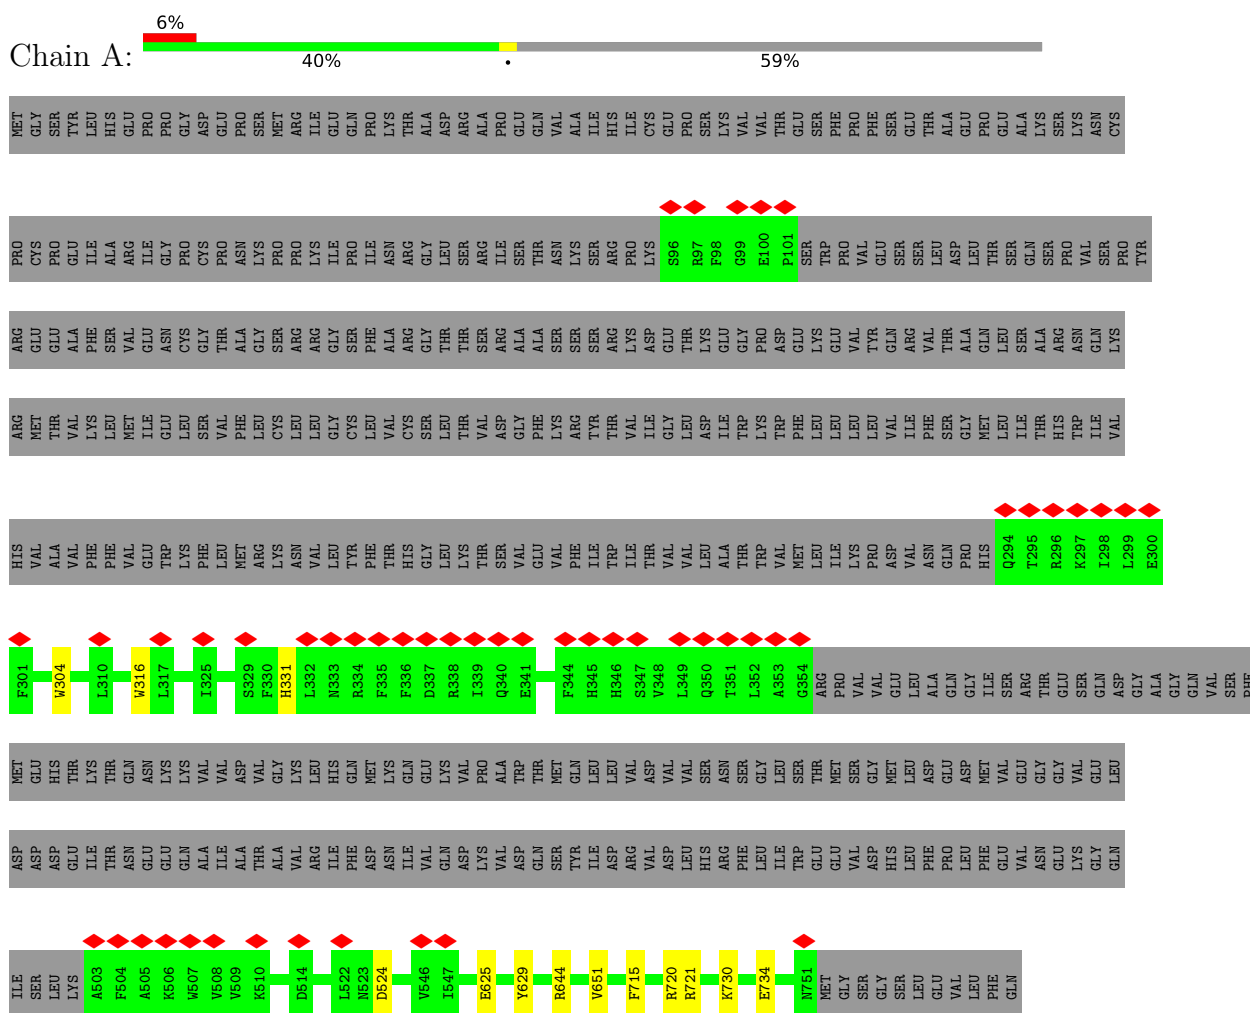 6%
Chain A:
40% • 59%
MET GLY SER TYR LEU HIS GLU PRO PRO GLY ASP GLU PRO SER MET ARG ILE GLU GLN PRO LYS THR ALA ASP ARG ALA PRO GLU GLN VAL ALA ILE HIS ILE CYS GLU PRO SER LYS VAL VAL THR GLU SER PHE PRO PHE SER GLU THR ALA GLU PRO GLU ALA LYS SER LYS ASN CYS
PRO CYS PRO GLU ILE ALA ARG ILE GLY PRO CYS PRO ASN LYS PRO PRO LYS ILE PRO ILE ASN ARG GLY LEU SER ARG ILE SER THR ASN LYS SER ARG PRO LYS S96 R97 F98 G99 E100 P101 SER TRP PRO VAL GLU SER SER LEU ASP LEU THR SER GLN SER PRO VAL SER PRO TYR
ARG GLU GLU ALA PHE SER VAL GLU ASN CYS GLY THR ALA GLY SER ARG ARG GLY SER PHE ALA ARG GLY THR THR SER ARG ALA ALA SER SER SER ARG LYS ASP GLU THR LYS GLU GLY PRO ASP GLU LYS GLU VAL TYR GLN ARG VAL THR ALA GLN LEU SER ALA ARG ASN GLN LYS
ARG MET THR VAL LYS LEU MET ILE GLU LEU SER VAL PHE LEU CYS LEU LEU GLY CYS LEU VAL CYS SER LEU THR VAL ASP GLY PHE LYS ARG TYR THR VAL ILE GLY LEU ASP ILE TRP LYS TRP PHE LEU LEU LEU LEU VAL ILE PHE SER GLY MET LEU ILE THR HIS TRP ILE VAL
HIS VAL ALA VAL PHE PHE VAL GLU TRP LYS PHE LEU MET ARG LYS ASN VAL LEU TYR PHE THR HIS GLY LEU LYS THR SER VAL GLU VAL PHE ILE TRP ILE THR VAL VAL LEU ALA THR TRP VAL MET LEU ILE LYS PRO ASP VAL ASN GLN PRO HIS Q294 T295 R296 K297 I298 L299 E300
F301 W304 L310 W316 L317 I325 S329 F330 H331 L332 N333 R334 F335 F336 D337 R338 I339 Q340 E341 F344 H345 H346 S347 V348 L349 Q350 T351 L352 A353 G354 ARG PRO VAL VAL GLU LEU ALA GLN GLY ILE SER ARG THR GLU SER GLN ASP GLY ALA GLY GLN VAL SER PHE
MET GLU HIS THR LYS THR GLN ASN LYS LYS VAL VAL ASP VAL GLY LYS LEU HIS GLN MET LYS GLN GLU LYS VAL PRO ALA TRP THR MET GLN LEU LEU VAL ASP VAL VAL SER ASN SER GLY LEU SER THR MET SER GLY MET LEU ASP GLU ASP MET VAL GLU GLY GLY VAL GLU LEU
ASP ASP ASP GLU ILE THR ASN GLU GLU GLN ALA ILE ALA THR ALA VAL ARG ILE PHE ASP ASN ILE VAL GLN ASP LYS VAL ASP GLN SER TYR ILE ASP ARG VAL ASP LEU HIS ARG PHE LEU ILE TRP GLU GLU VAL ASP HIS LEU PHE PRO LEU PHE GLU VAL ASN GLU LYS GLY GLN
ILE SER LEU LYS A503 F504 A505 K506 W507 V508 V509 K510 D514 L522 N523 D524 V546 I547 E625 Y629 R644 V651 F715 R720 R721 K730 E734 N751 MET GLY SER GLY SER LEU GLU VAL LEU PHE GLN